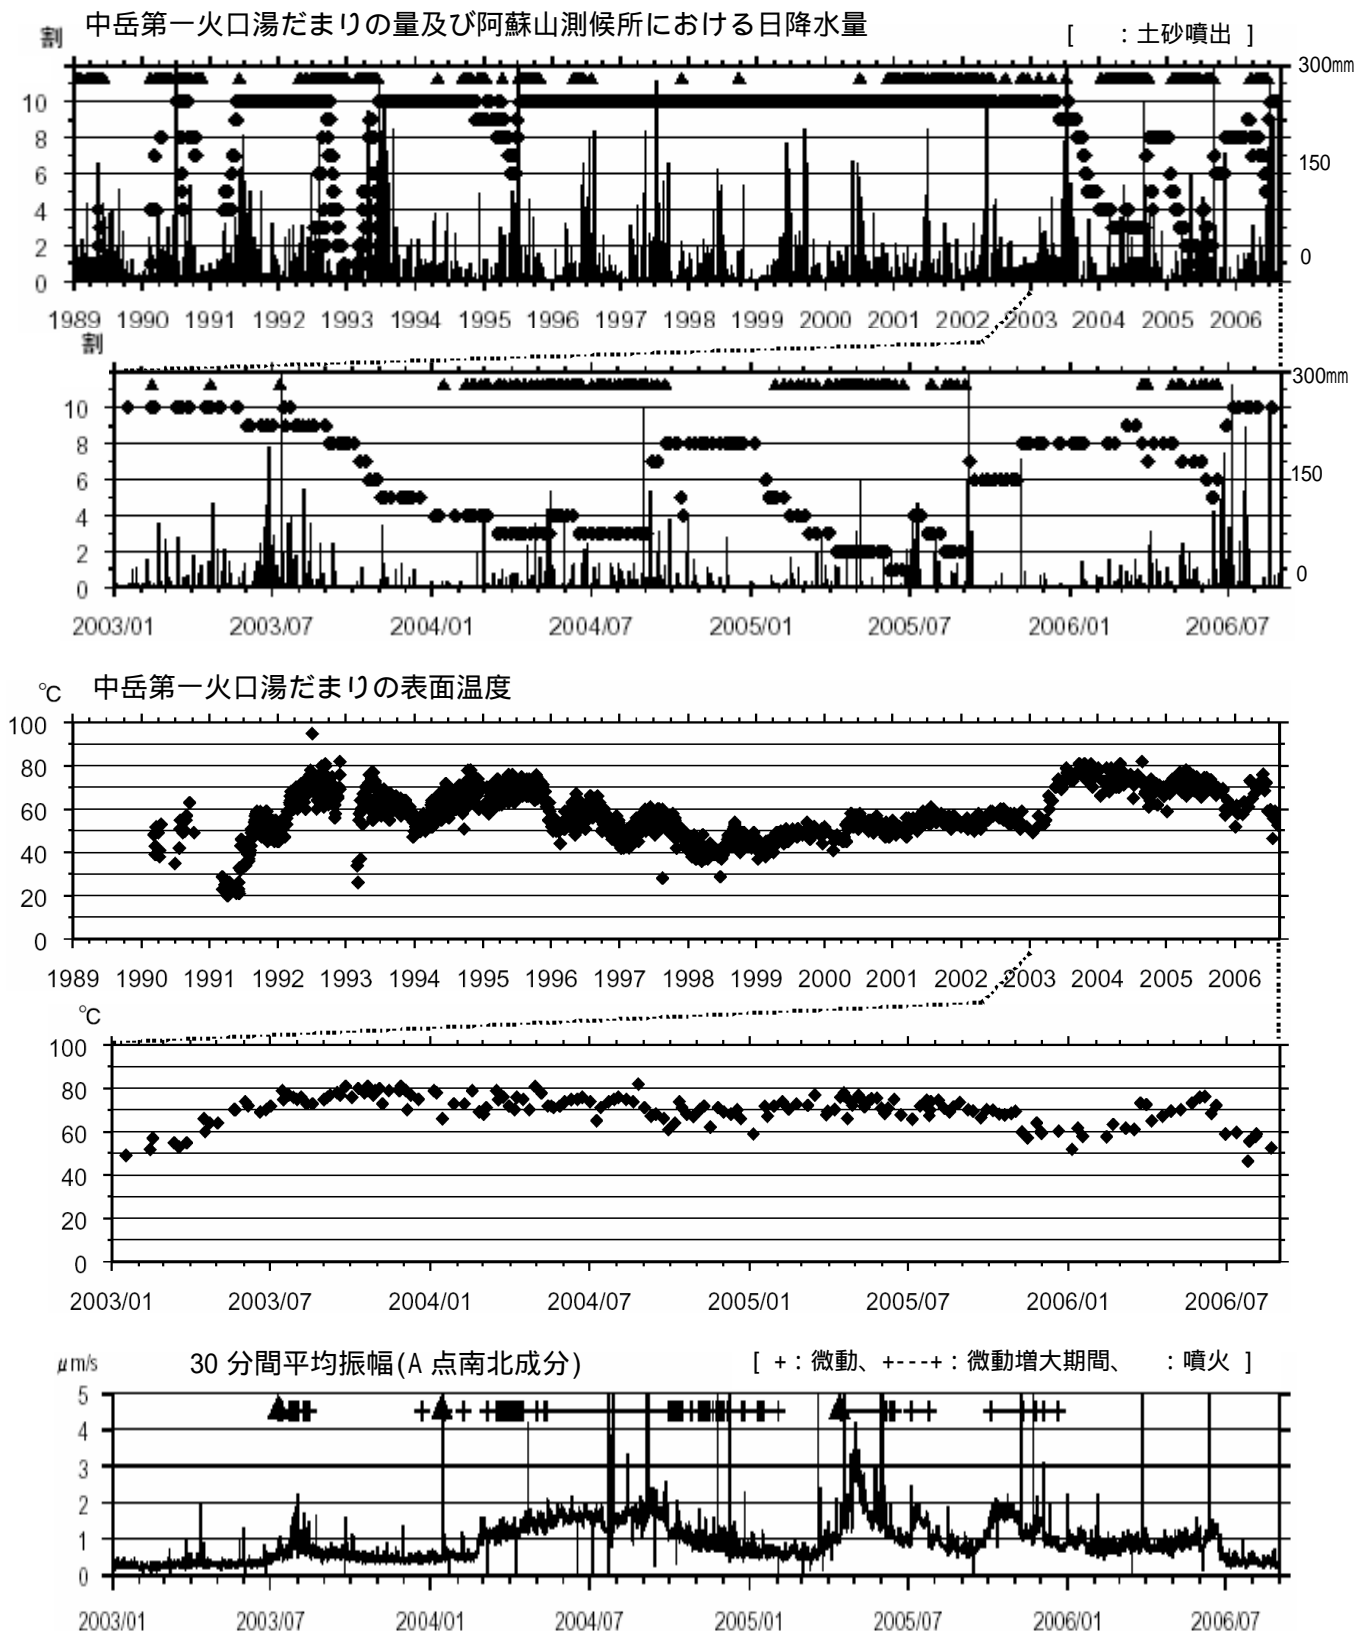 中岳第一火口湯だまりの量及び阿蘇山測候所における日降水量
割
[ ：土砂噴出 ]
300mm
10
8
150
6
4
2
0
0
1989 1990 1991 1992 1993 1994 1995 1996 1997 1998 1999 2000 2001 2002 2003 2004 2005 2006
割
300mm
10
8
6
150
4
2
0
0
2003/01 2003/07 2004/01 2004/07 2005/01 2005/07 2006/01 2006/07
℃ 中岳第一火口湯だまりの表面温度
100
80
60
40
20
0
1989 1990 1991 1992 1993 1994 1995 1996 1997 1998 1999 2000 2001 2002 2003 2004 2005 2006
℃
100
80
60
40
20
0
2003/01 2003/07 2004/01 2004/07 2005/01 2005/07 2006/01 2006/07
μm/s 30 分間平均振幅(A 点南北成分) [ +：微動、+---+：微動増大期間、 ：噴火 ]
5
4
3
2
1
0
2003/01 2003/07 2004/01 2004/07 2005/01 2005/07 2006/01 2006/07